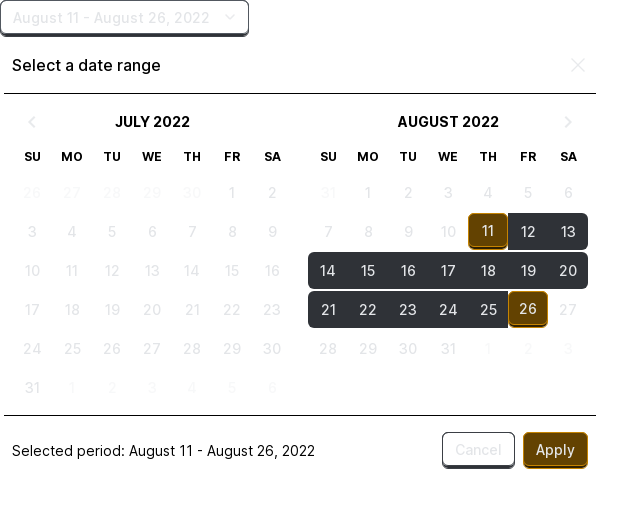 August 11 - August 26, 2022
Select a date range
JULY 2022
SU MO TU WE TH FR SA
26 27 28 29 30 1 2
3 4 5 6 7 8 9
10 11 12 13 14 15 16
17 18 19 20 21 22 23
24 25 26 27 28 29 30
31 1 2 3 4 5 6
AUGUST 2022
SU MO TU WE TH FR SA
31 1 2 3 4 5 6
7 8 9 10 11 12 13
14 15 16 17 18 19 20
21 22 23 24 25 26 27
28 29 30 31 1 2 3
Selected period: August 11 - August 26, 2022
Cancel
Apply